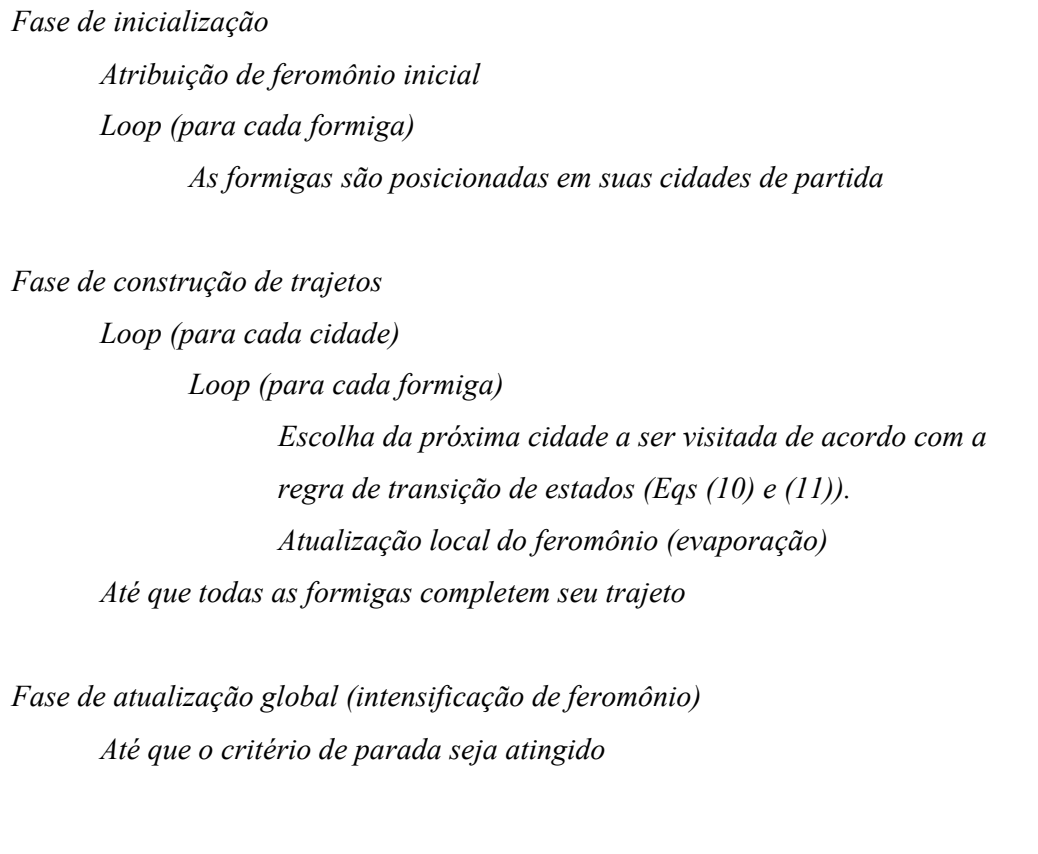 Fase de inicialização
Atribuição de feromônio inicial
Loop (para cada formiga)
As formigas são posicionadas em suas cidades de partida
Fase de construção de trajetos
Loop (para cada cidade)
Loop (para cada formiga)
Escolha da próxima cidade a ser visitada de acordo com a
regra de transição de estados (Eqs (10) e (11)).
Atualização local do feromônio (evaporação)
Até que todas as formigas completem seu trajeto
Fase de atualização global (intensificação de feromônio)
Até que o critério de parada seja atingido